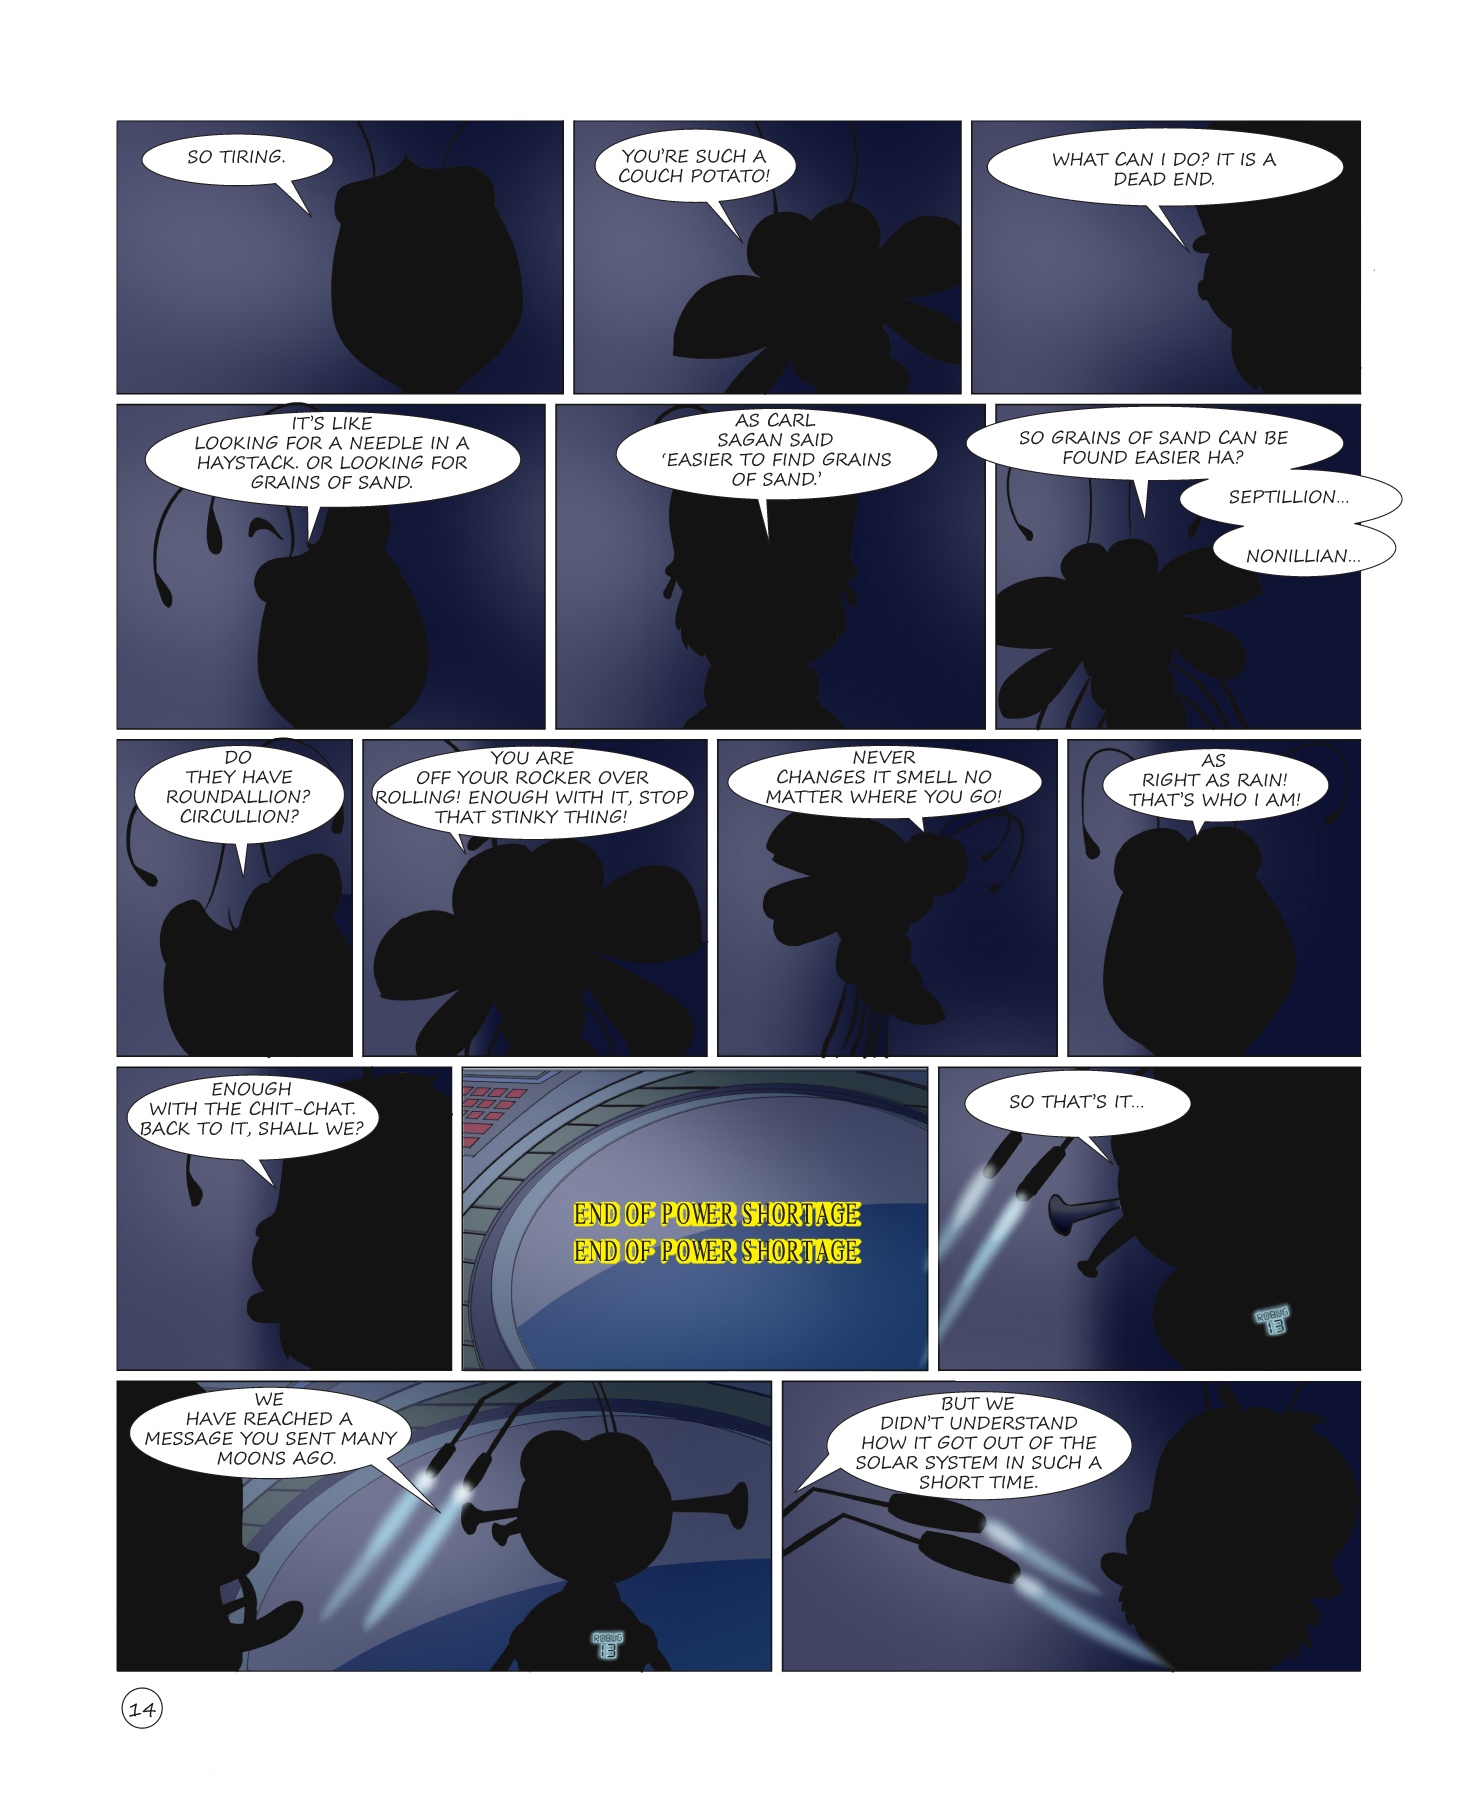 SO TIRING.
YOU'RE SUCH A
COUCH POTATO!
WHAT CAN I DO? IT IS A
DEAD END.
IT'S LIKE
LOOKING FOR A NEEDLE IN A
HAYSTACK. OR LOOKING FOR
GRAINS OF SAND.
AS CARL
SAGAN SAID
'EASIER TO FIND GRAINS
OF SAND.'
SO GRAINS OF SAND CAN BE
FOUND EASIER HA?
SEPTILLION...
NONILLIAN...
DO
THEY HAVE
ROUNDALLION?
CIRCULLION?
YOU ARE
OFF YOUR ROCKER OVER
ROLLING! ENOUGH WITH IT, STOP
THAT STINKY THING!
NEVER
CHANGES IT SMELL NO
MATTER WHERE YOU GO!
AS
RIGHT AS RAIN!
THAT'S WHO I AM!
ENOUGH
WITH THE CHIT-CHAT.
BACK TO IT, SHALL WE?
END OF POWER SHORTAGE
END OF POWER SHORTAGE
SO THAT'S IT...
ROBUG
13
WE
HAVE REACHED A
MESSAGE YOU SENT MANY
MOONS AGO.
ROBUG
13
BUT WE
DIDN'T UNDERSTAND
HOW IT GOT OUT OF THE
SOLAR SYSTEM IN SUCH A
SHORT TIME.
14